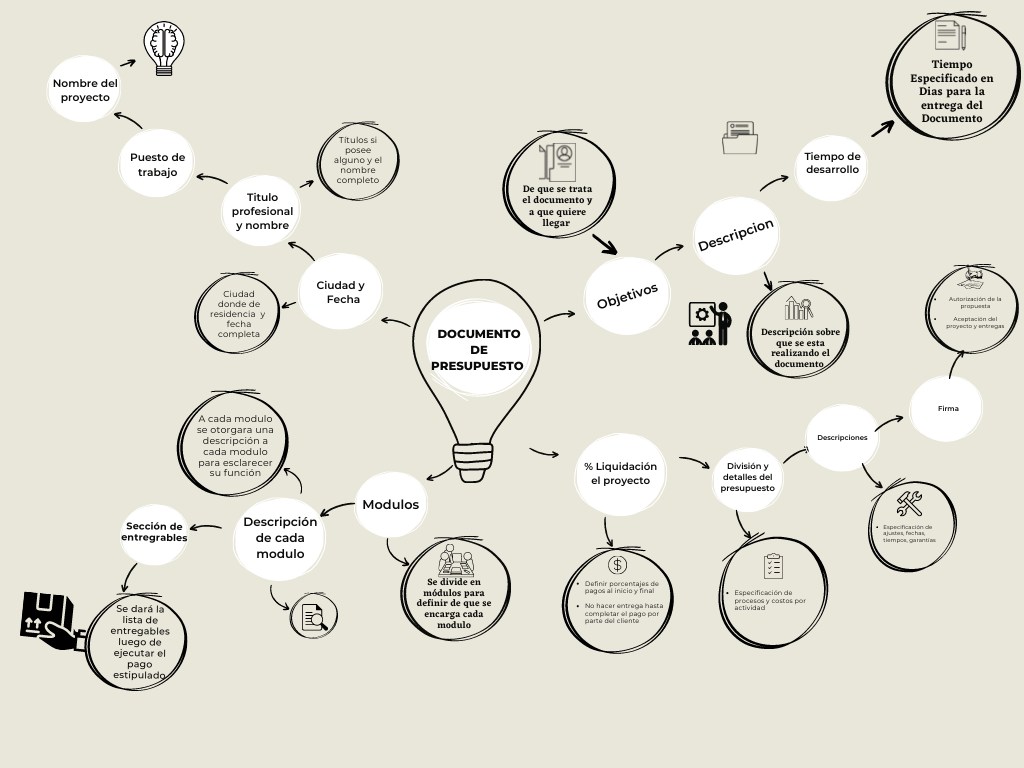 DOCUMENTO
DE
PRESUPUESTO
Ciudad y
Fecha
Ciudad
donde de
residencia y
fecha
completa
Titulo
profesional
y nombre
Títulos si
posee
alguno y el
nombre
completo
Puesto de
trabajo
Nombre del
proyecto
Objetivos
De que se trata
el documento y
a que quiere
llegar
Descripcion
Descripción sobre
que se esta
realizando el
documento
Tiempo de
desarrollo
Tiempo
Especificado en
Dias para la
entrega del
Documento
Modulos
Se divide en
módulos para
definir de que se
encarga cada
modulo
Descripción
de cada
modulo
A cada modulo
se otorgara una
descripción a
cada modulo
para esclarecer
su función
Sección de
entregrables
Se dará la
lista de
entregables
luego de
ejecutar el
pago
estipulado
% Liquidación
el proyecto
• Definir porcentajes de
pagos al inicio y final
• No hacer entrega hasta
completar el pago por
parte del cliente
División y
detalles del
presupuesto
• Especificación de
procesos y costos por
actividad
Descripciones
• Especificación de
ajustes, fechas,
tiempos, garantías
Firma
• Autorización de la
propuesta
• Aceptación del
proyecto y entregas